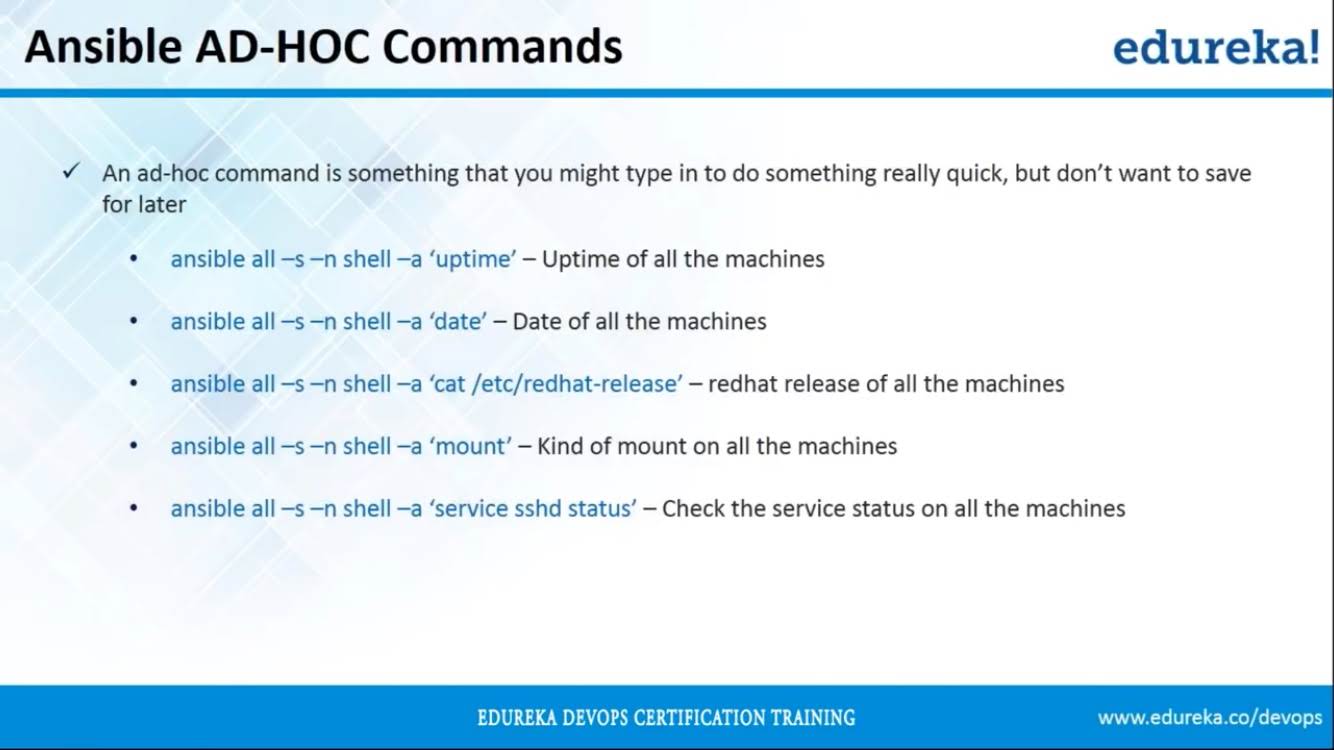 Ansible AD-HOC Commands
edureka!
✓ An ad-hoc command is something that you might type in to do something really quick, but don’t want to save
for later
• ansible all –s –n shell –a ‘uptime’ – Uptime of all the machines
• ansible all –s –n shell –a ‘date’ – Date of all the machines
• ansible all –s –n shell –a ‘cat /etc/redhat-release’ – redhat release of all the machines
• ansible all –s –n shell –a ‘mount’ – Kind of mount on all the machines
• ansible all –s –n shell –a ‘service sshd status’ – Check the service status on all the machines
EDUREKA DEVOPS CERTIFICATION TRAINING
www.edureka.co/devops